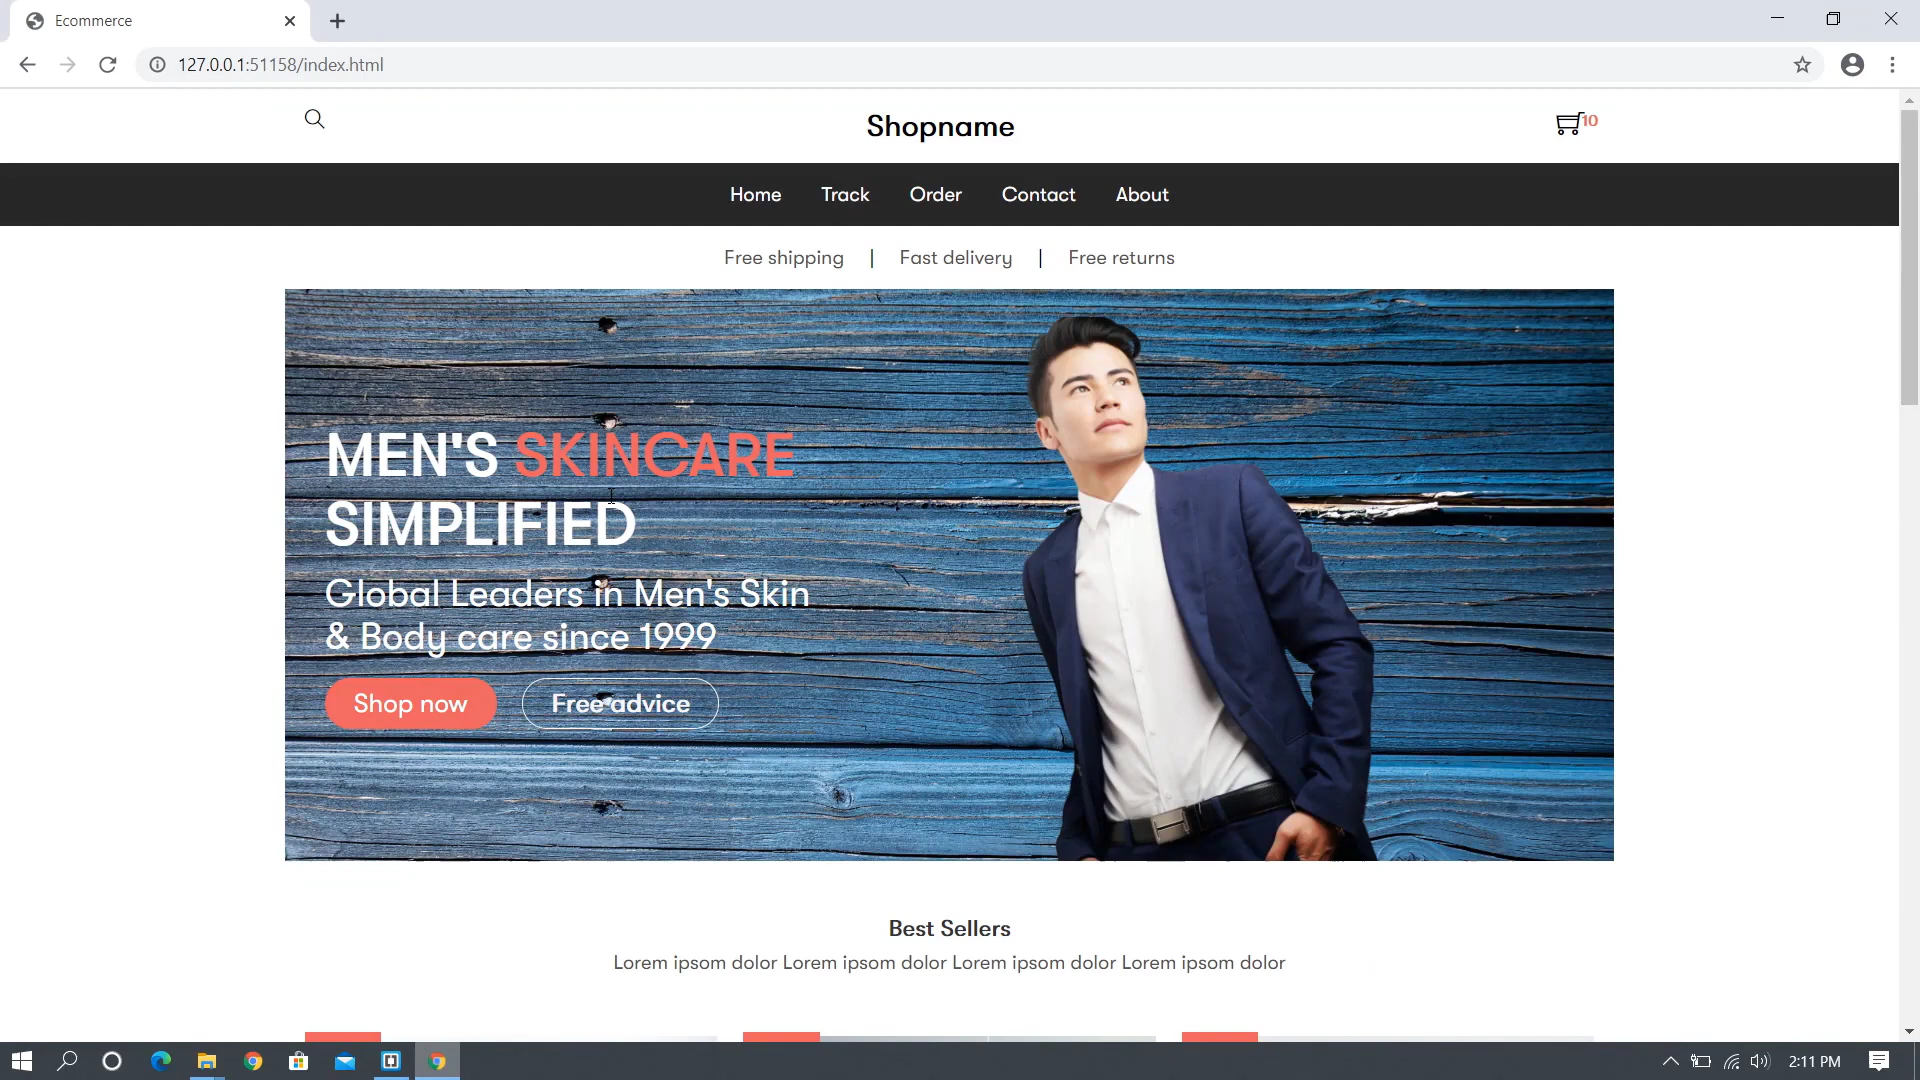 Ecommerce
127.0.0.1:51158/index.html
Shopname
10
Home Track Order Contact About
Free shipping | Fast delivery | Free returns
MEN'S SKINCARE
SIMPLIFIED
Global Leaders in Men's Skin
& Body care since 1999
Shop now Free advice
Best Sellers
Lorem ipsom dolor Lorem ipsom dolor Lorem ipsom dolor Lorem ipsom dolor
2:11 PM